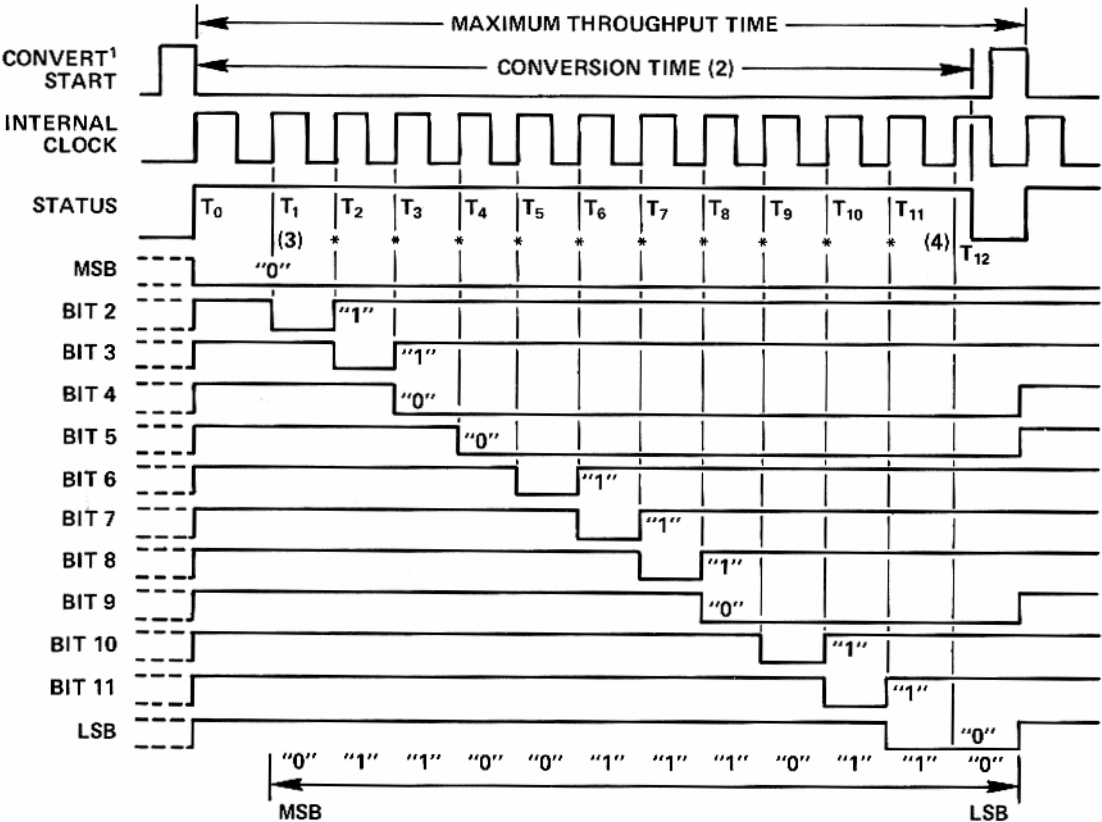 MAXIMUM THROUGHPUT TIME
CONVERT¹
START
CONVERSION TIME (2)
INTERNAL
CLOCK
STATUS
T₀ T₁ T₂ T₃ T₄ T₅ T₆ T₇ T₈ T₉ T₁₀ T₁₁
(3) * * * * * * * * * * (4) T₁₂
MSB "0"
BIT 2 "1"
BIT 3 "1"
BIT 4 "0"
BIT 5 "0"
BIT 6 "1"
BIT 7 "1"
BIT 8 "1"
BIT 9 "0"
BIT 10 "1"
BIT 11 "1"
LSB "0"
"0" "1" "1" "0" "0" "1" "1" "1" "0" "1" "1" "0"
MSB LSB